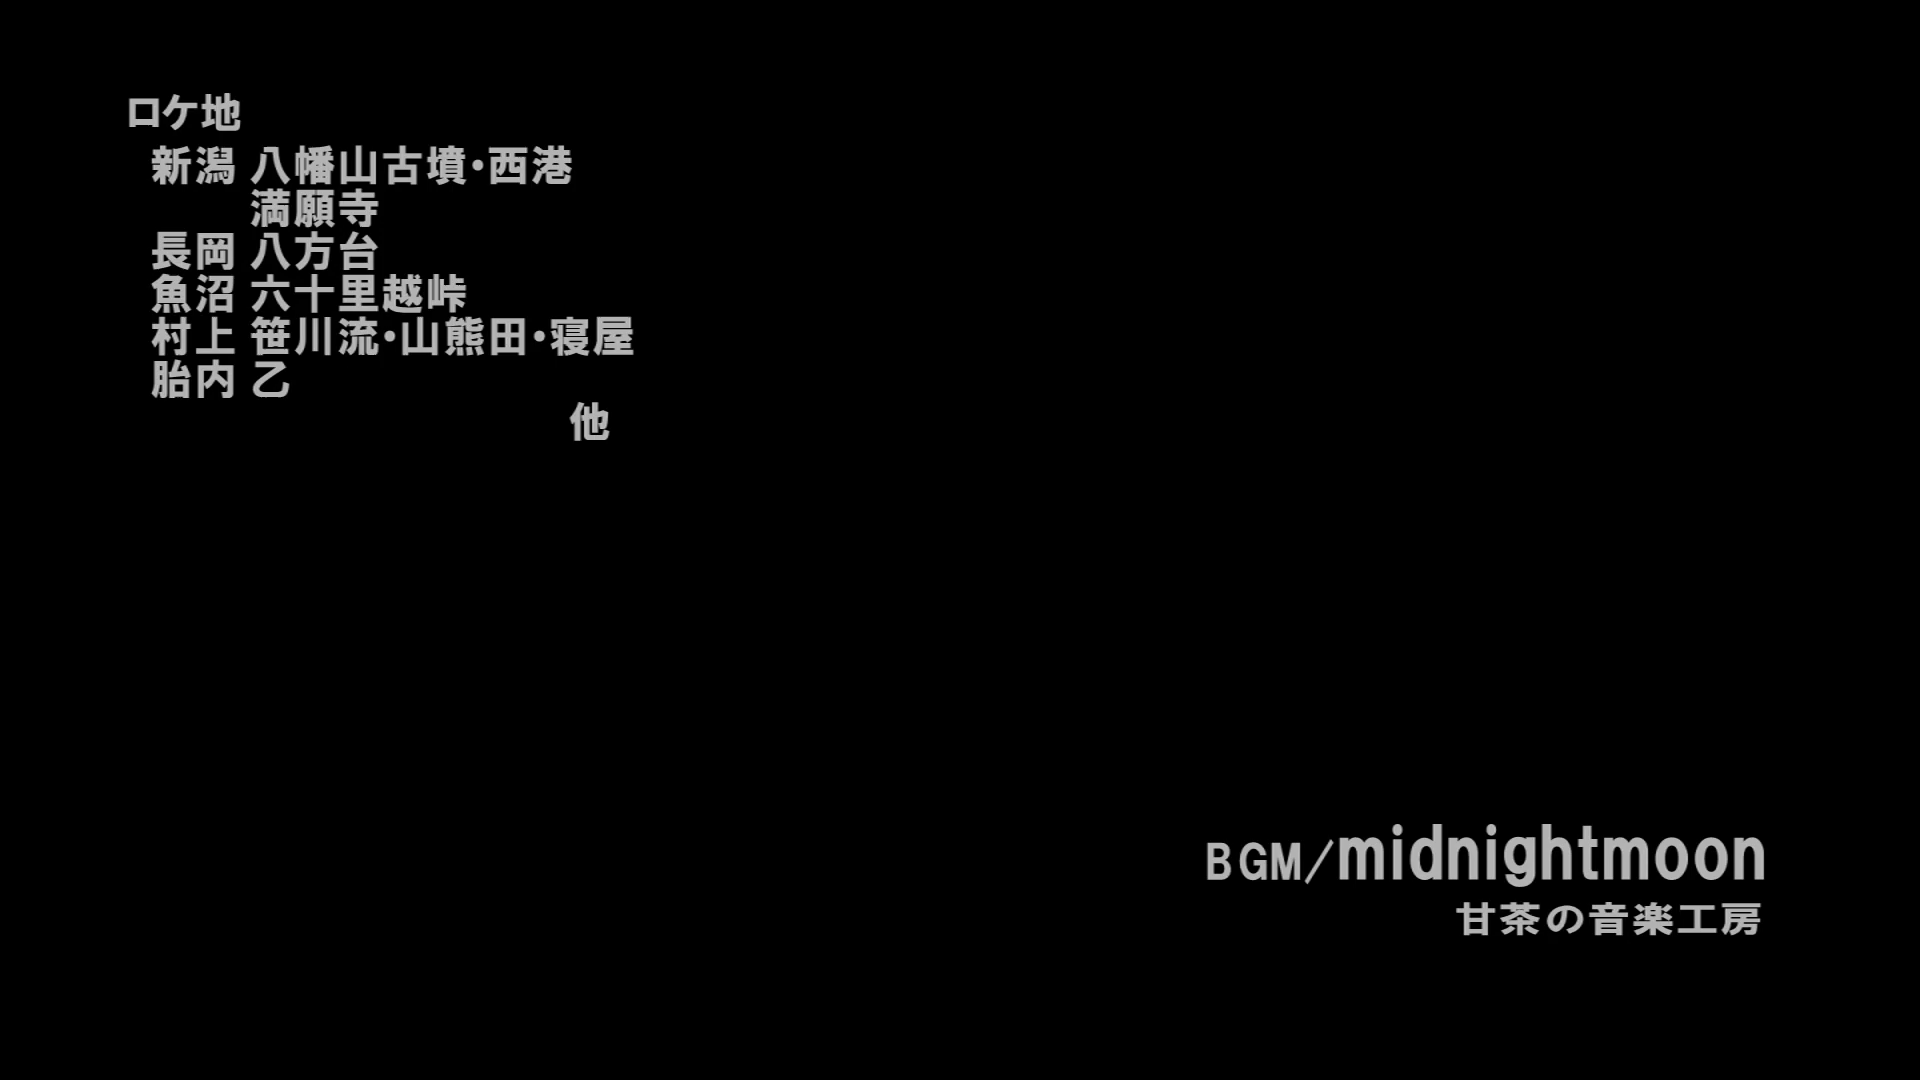 ロケ地
新潟 八幡山古墳・西港
満願寺
長岡 八方台
魚沼 六十里越峠
村上 笹川流・山熊田・寝屋
胎内 乙
他
BGM/midnightmoon
甘茶の音楽工房